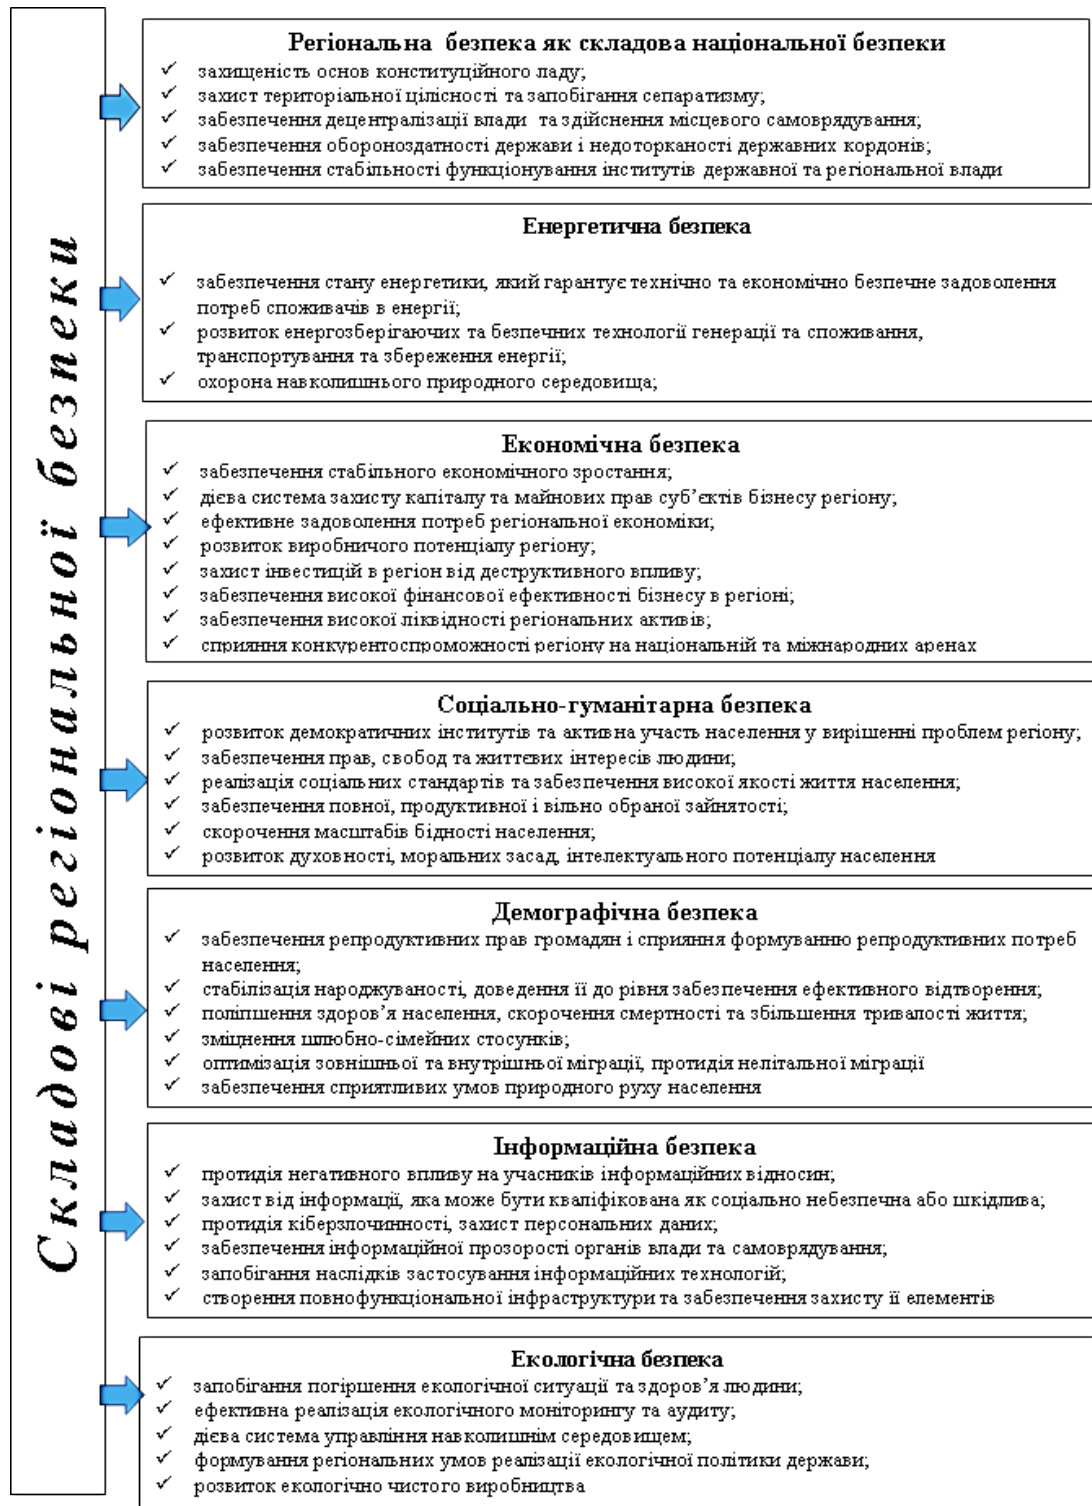 Складові регіональної безпеки
Регіональна безпека як складова національної безпеки
✓ захищеність основ конституційного ладу;
✓ захист територіальної цілісності та запобігання сепаратизму;
✓ забезпечення децентралізації влади та здійснення місцевого самоврядування;
✓ забезпечення обороноздатності держави і недоторканості державних кордонів;
✓ забезпечення стабільності функціонування інститутів державної та регіональної влади
Енергетична безпека
✓ забезпечення стану енергетики, який гарантує технічно та економічно безпечне задоволення
потреб споживачів в енергії;
✓ розвиток енергозберігаючих та безпечних технології генерації та споживання,
транспортування та збереження енергії;
✓ охорона навколишнього природного середовища;
Економічна безпека
✓ забезпечення стабільного економічного зростання;
✓ дієва система захисту капіталу та майнових прав суб’єктів бізнесу регіону;
✓ ефективне задоволення потреб регіональної економіки;
✓ розвиток виробничого потенціалу регіону;
✓ захист інвестицій в регіон від деструктивного впливу;
✓ забезпечення високої фінансової ефективності бізнесу в регіоні;
✓ забезпечення високої ліквідності регіональних активів;
✓ сприяння конкурентоспроможності регіону на національній та міжнародних аренах
Соціально-гуманітарна безпека
✓ розвиток демократичних інститутів та активна участь населення у вирішенні проблем регіону;
✓ забезпечення прав, свобод та життєвих інтересів людини;
✓ реалізація соціальних стандартів та забезпечення високої якості життя населення;
✓ забезпечення повної, продуктивної і вільно обраної зайнятості;
✓ скорочення масштабів бідності населення;
✓ розвиток духовності, моральних засад, інтелектуального потенціалу населення
Демографічна безпека
✓ забезпечення репродуктивних прав громадян і сприяння формуванню репродуктивних потреб
населення;
✓ стабілізація народжуваності, доведення її до рівня забезпечення ефективного відтворення;
✓ поліпшення здоров’я населення, скорочення смертності та збільшення тривалості життя;
✓ зміцнення шлюбно-сімейних стосунків;
✓ оптимізація зовнішньої та внутрішньої міграції, протидія нелітальної міграції
✓ забезпечення сприятливих умов природного руху населення
Інформаційна безпека
✓ протидія негативного впливу на учасників інформаційних відносин;
✓ захист від інформації, яка може бути кваліфікована як соціально небезпечна або шкідлива;
✓ протидія кіберзлочинності, захист персональних даних;
✓ забезпечення інформаційної прозорості органів влади та самоврядування;
✓ запобігання наслідків застосування інформаційних технологій;
✓ створення повнофункціональної інфраструктури та забезпечення захисту її елементів
Екологічна безпека
✓ запобігання погіршення екологічної ситуації та здоров’я людини;
✓ ефективна реалізація екологічного моніторингу та аудиту;
✓ дієва система управління навколишнім середовищем;
✓ формування регіональних умов реалізації екологічної політики держави;
✓ розвиток екологічно чистого виробництва